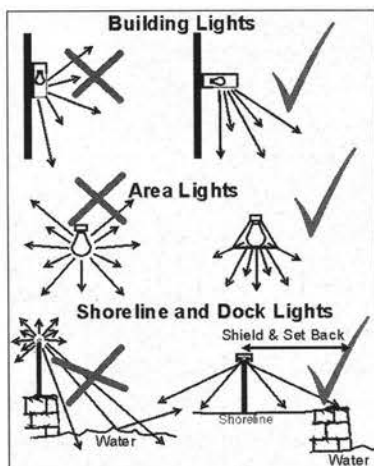 Building Lights
Area Lights
Shoreline and Dock Lights
Shield & Set Back
Shoreline
Water
Water